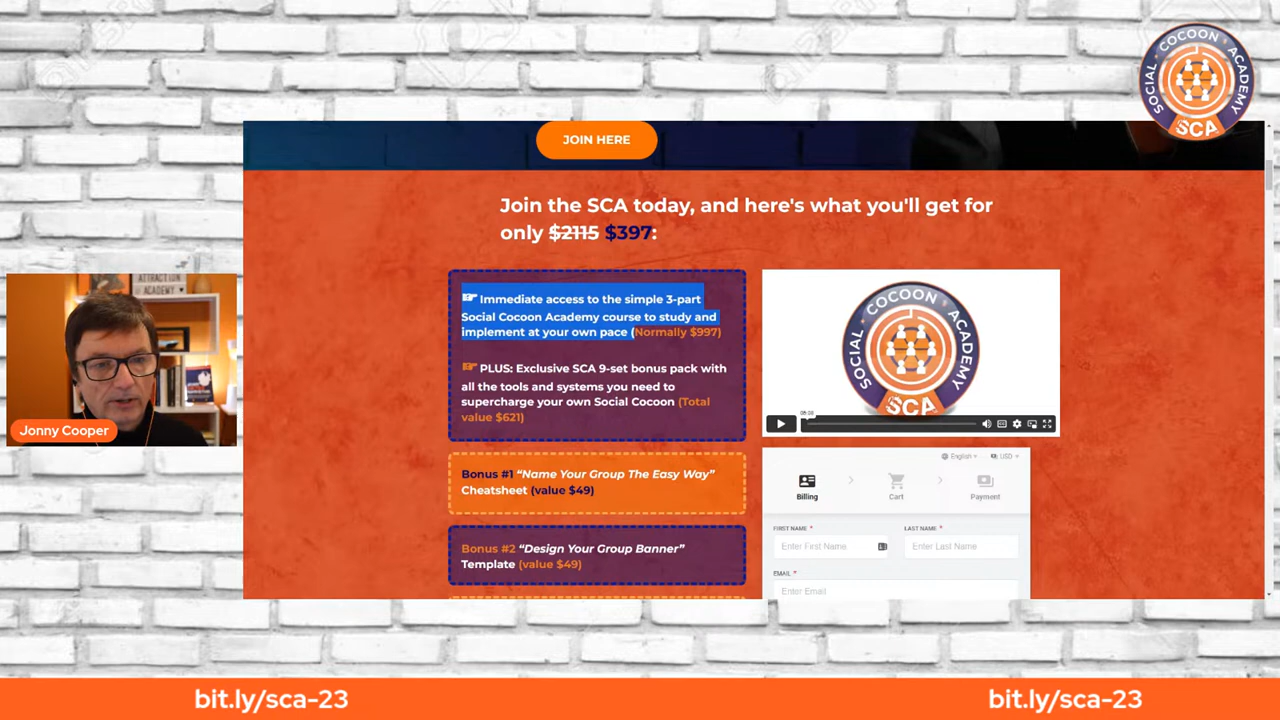 SOCIAL COCOON ACADEMY
SCA
JOIN HERE
Join the SCA today, and here's what you'll get for
only $2115 $397:
☛ Immediate access to the simple 3-part
Social Cocoon Academy course to study and
implement at your own pace (Normally $997)
☛ PLUS: Exclusive SCA 9-set bonus pack with
all the tools and systems you need to
supercharge your own Social Cocoon (Total
value $621)
Bonus #1 “Name Your Group The Easy Way”
Cheatsheet (value $49)
Bonus #2 “Design Your Group Banner”
Template (value $49)
SOCIAL COCOON ACADEMY
SCA
English
USD
Billing
Cart
Payment
FIRST NAME *
LAST NAME *
Enter First Name
Enter Last Name
EMAIL *
Enter Email
ATTRACTION
ACADEMY
Jonny Cooper
bit.ly/sca-23
bit.ly/sca-23